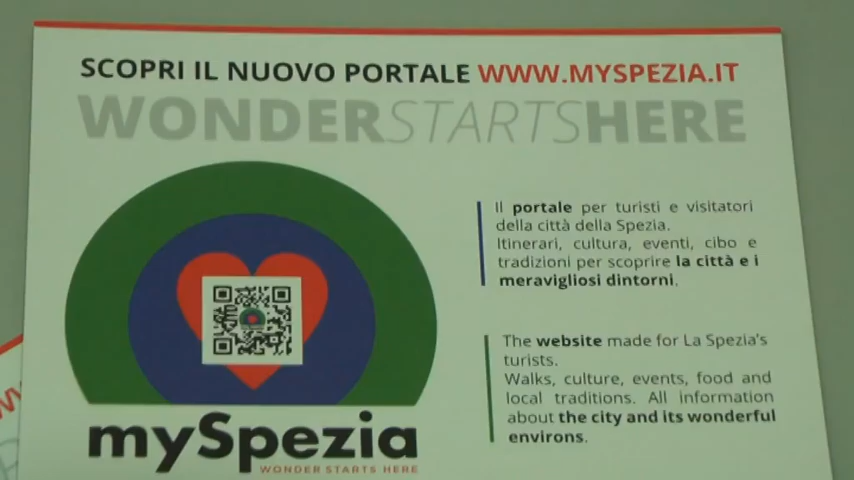 SCOPRI IL NUOVO PORTALE WWW.MYSPEZIA.IT
WONDERSTARTSHERE
Il portale per turisti e visitatori
della città della Spezia.
Itinerari, cultura, eventi, cibo e
tradizioni per scoprire la città e i
meravigliosi dintorni.
The website made for La Spezia's
turists.
Walks, culture, events, food and
local traditions. All information
about the city and its wonderful
environs.
mySpezia
WONDER STARTS HERE